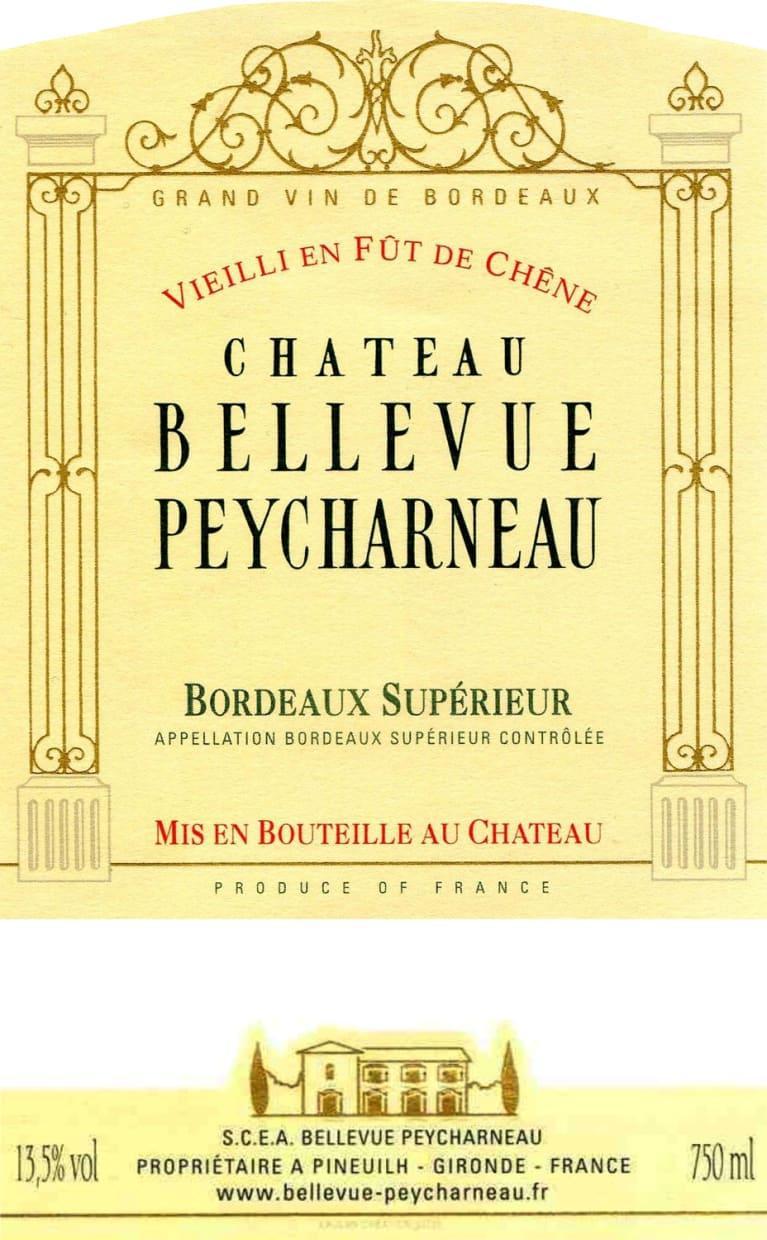 GRAND VIN DE BORDEAUX
VIEILLI EN FÛT DE CHÊNE
CHATEAU
BELLEVUE
PEYCHARNEAU
BORDEAUX SUPÉRIEUR
APPELLATION BORDEAUX SUPÉRIEUR CONTRÔLÉE
MIS EN BOUTEILLE AU CHATEAU
PRODUCE OF FRANCE
S.C.E.A. BELLEVUE PEYCHARNEAU
13,5% vol
PROPRIÉTAIRE A PINEUILH - GIRONDE - FRANCE
750 ml
www.bellevue-peycharneau.fr